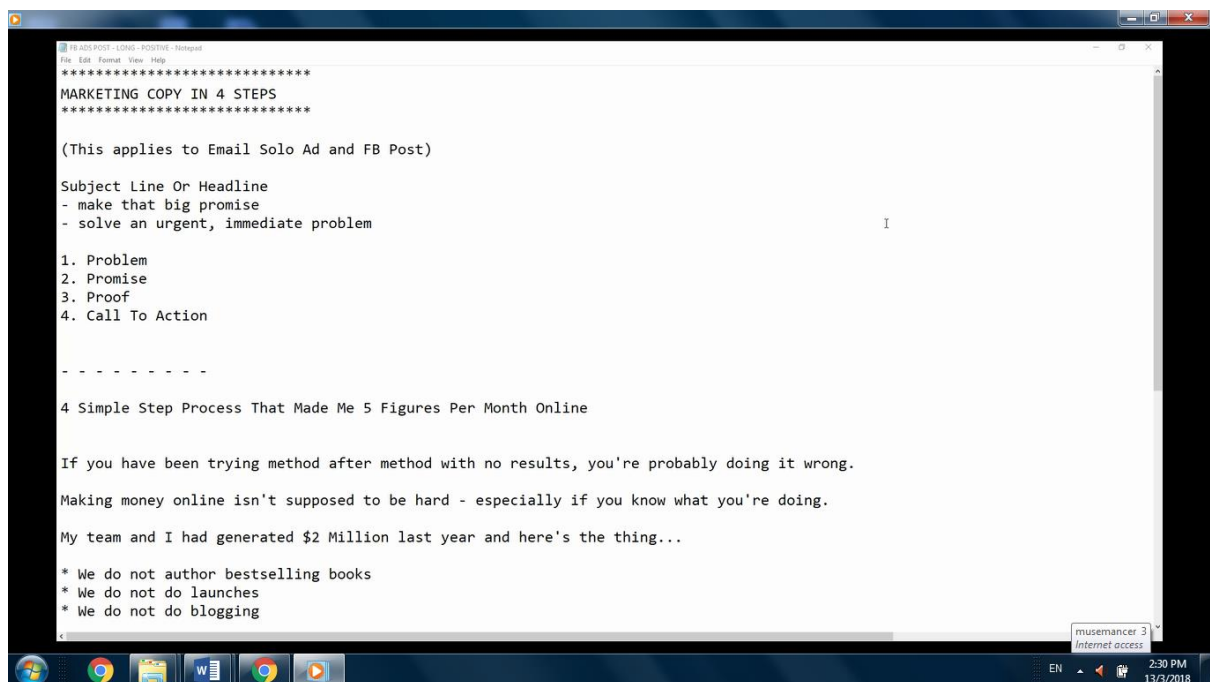 FB ADS POST - LONG - POSITIVE - Notepad
File Edit Format View Help
*****************************
MARKETING COPY IN 4 STEPS
*****************************
(This applies to Email Solo Ad and FB Post)
Subject Line Or Headline
- make that big promise
- solve an urgent, immediate problem
1. Problem
2. Promise
3. Proof
4. Call To Action
- - - - - - - - -
4 Simple Step Process That Made Me 5 Figures Per Month Online
If you have been trying method after method with no results, you're probably doing it wrong.
Making money online isn't supposed to be hard - especially if you know what you're doing.
My team and I had generated $2 Million last year and here's the thing...
* We do not author bestselling books
* We do not do launches
* We do not do blogging
musemancer 3
Internet access
EN
2:30 PM
13/3/2018